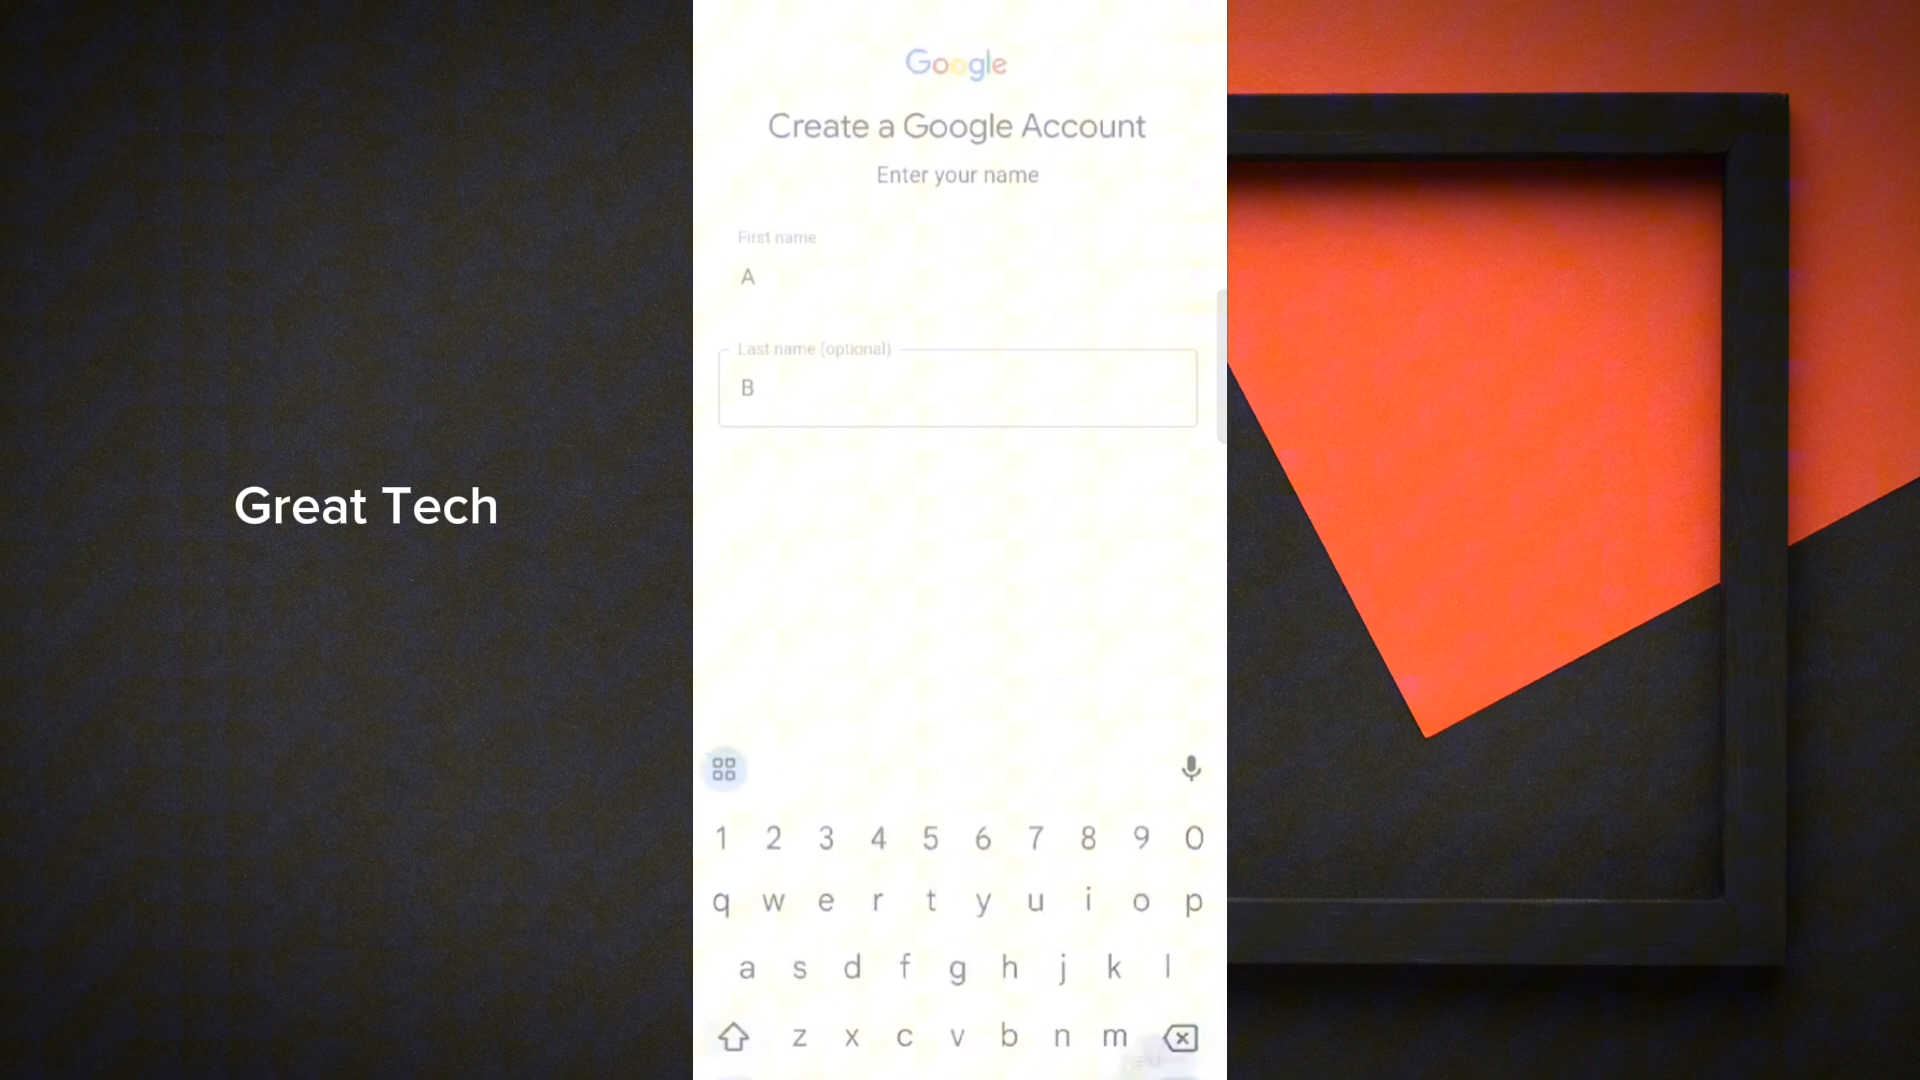 Great Tech
Google
Create a Google Account
Enter your name
First name
A
Last name (optional)
B
1 2 3 4 5 6 7 8 9 0
q w e r t y u i o p
a s d f g h j k l
z x c v b n m